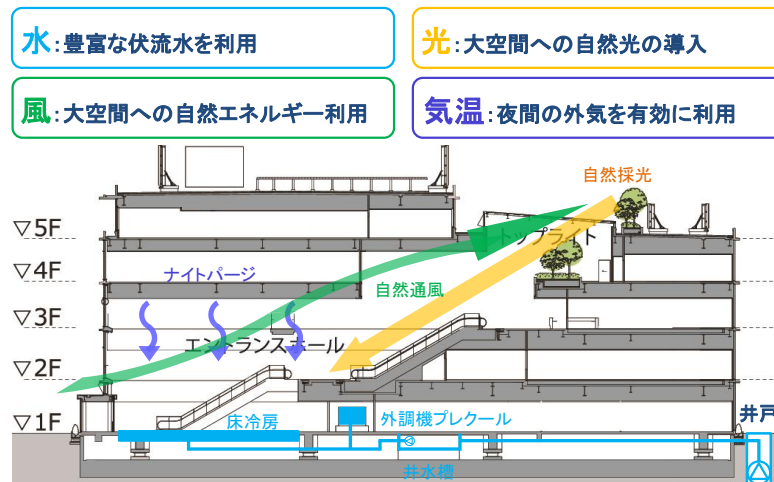 水:豊富な伏流水を利用
光:大空間への自然光の導入
風:大空間への自然エネルギー利用
気温:夜間の外気を有効に利用
自然採光
▽5F
トップライト
▽4F
ナイトパージ
自然通風
▽3F
エントランスホール
▽2F
▽1F
床冷房
外調機プレクール
井戸
井水槽